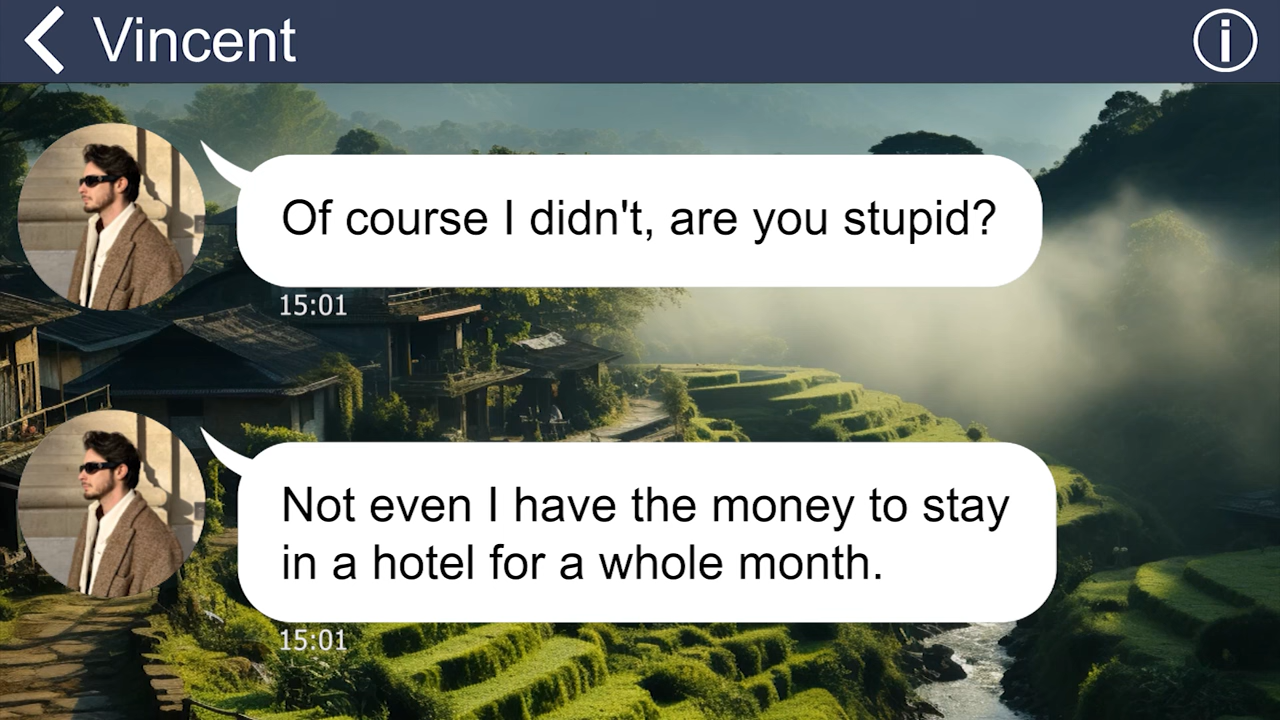 Vincent
Of course I didn't, are you stupid?
15:01
Not even I have the money to stay
in a hotel for a whole month.
15:01